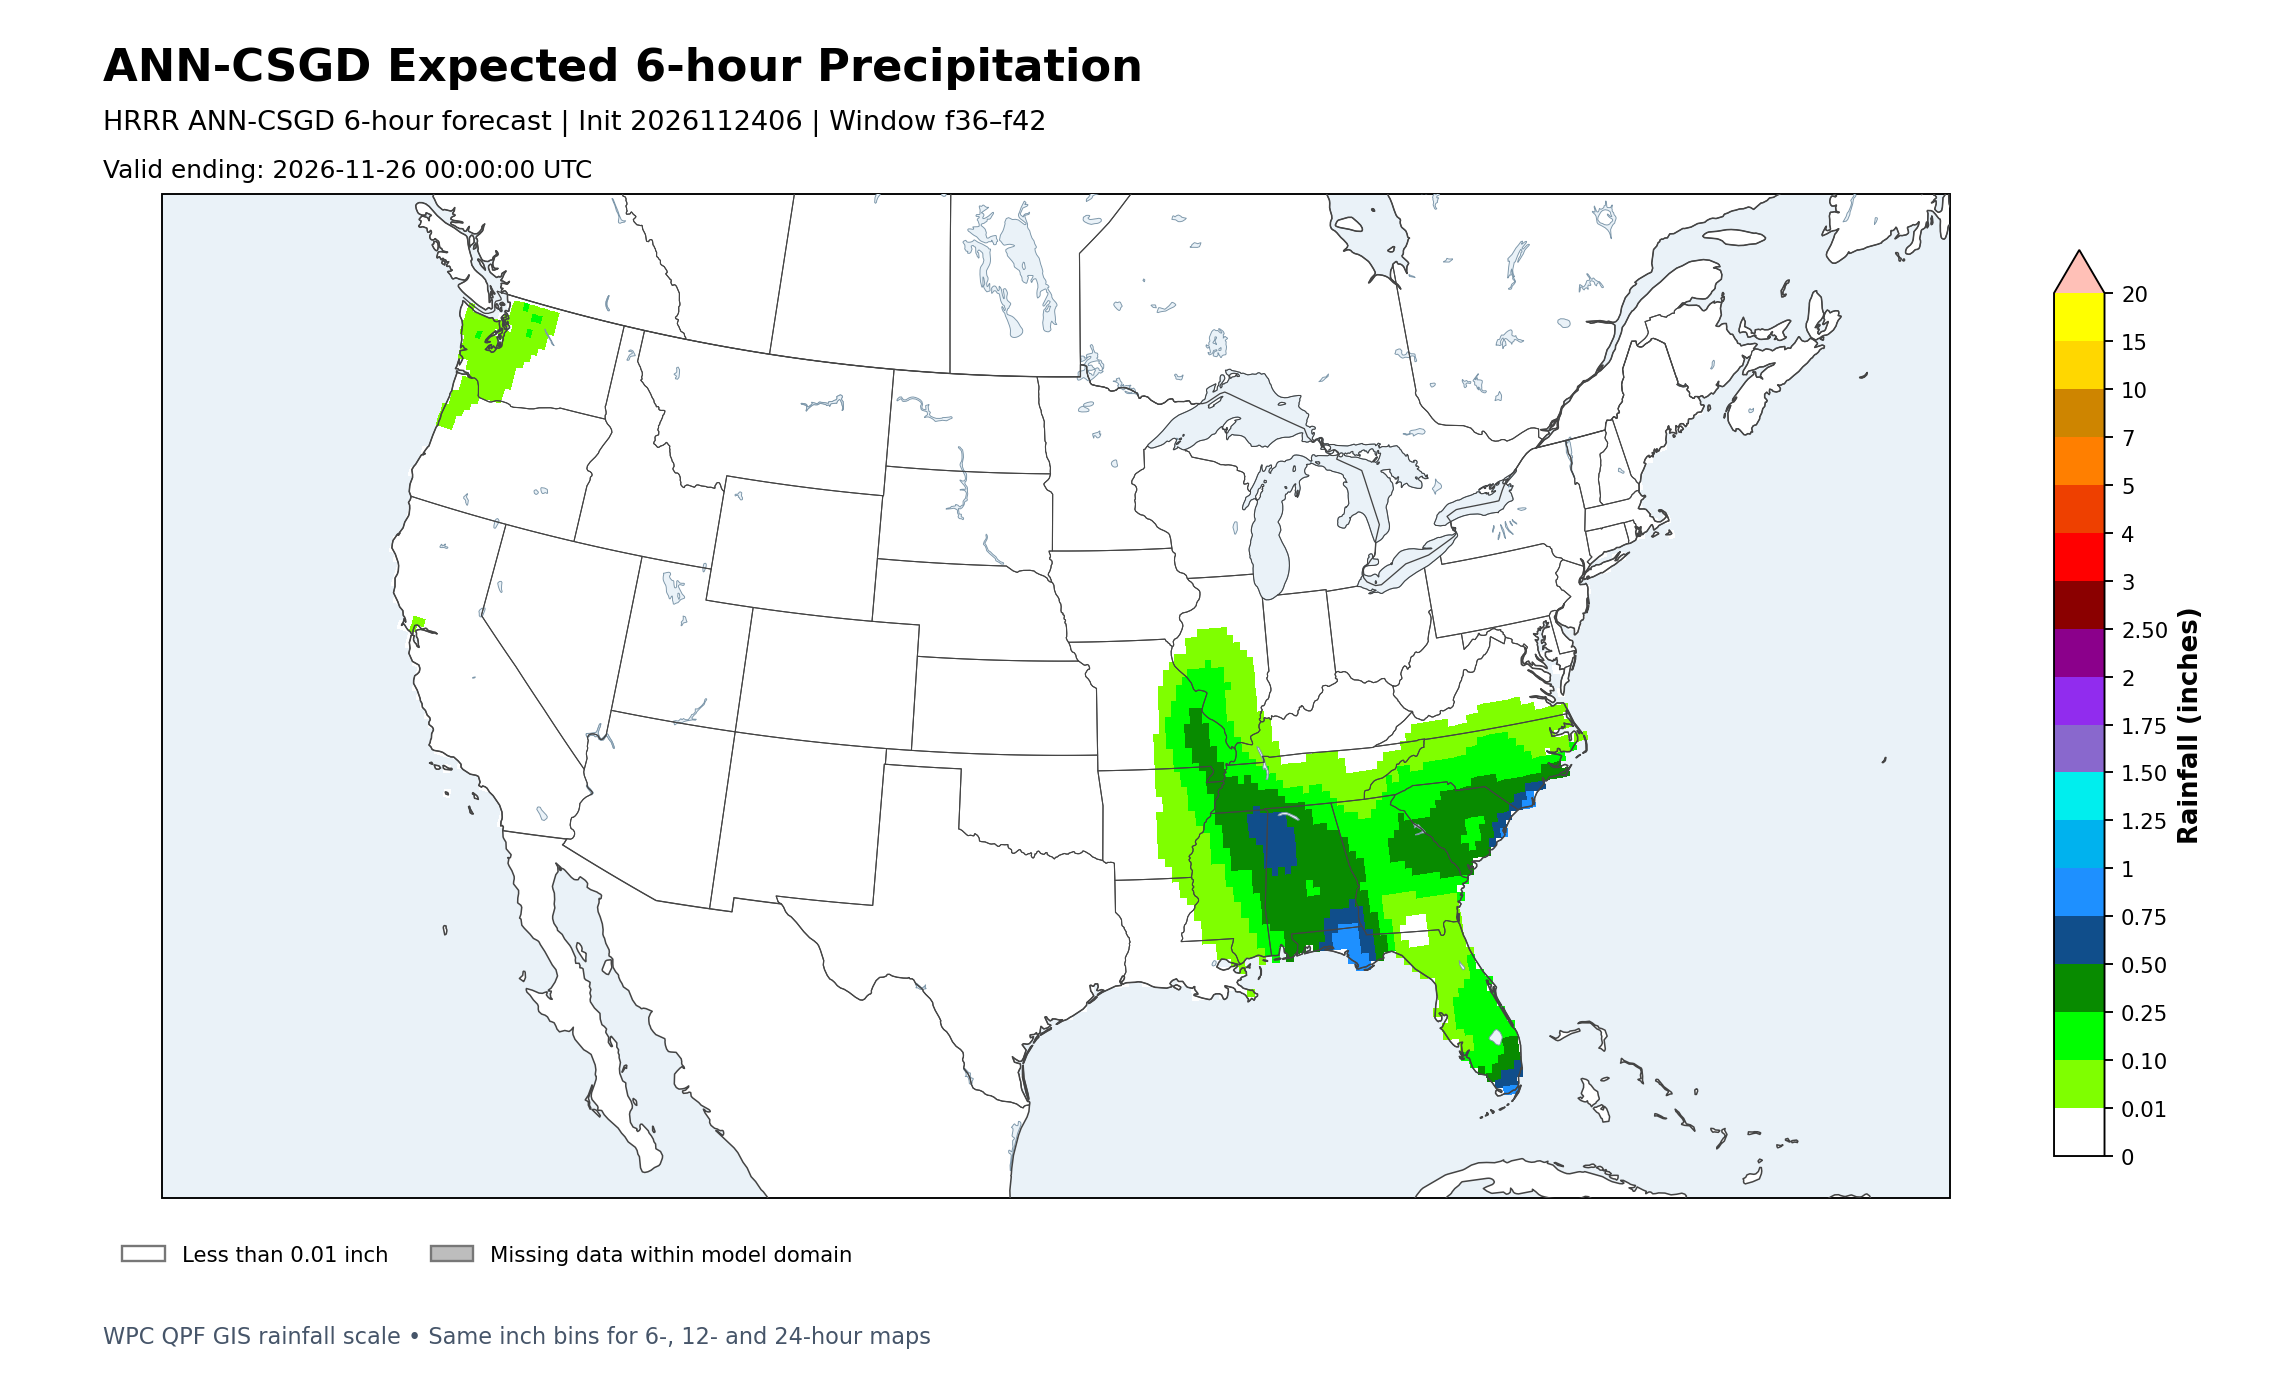 ANN-CSGD Expected 6-hour Precipitation
HRRR ANN-CSGD 6-hour forecast | Init 2026112406 | Window f36–f42
Valid ending: 2026-11-26 00:00:00 UTC
20
15
10
7
5
4
3
2.50
2
1.75
1.50
1.25
1
0.75
0.50
0.25
0.10
0.01
0
Rainfall (inches)
Less than 0.01 inch
Missing data within model domain
WPC QPF GIS rainfall scale • Same inch bins for 6-, 12- and 24-hour maps